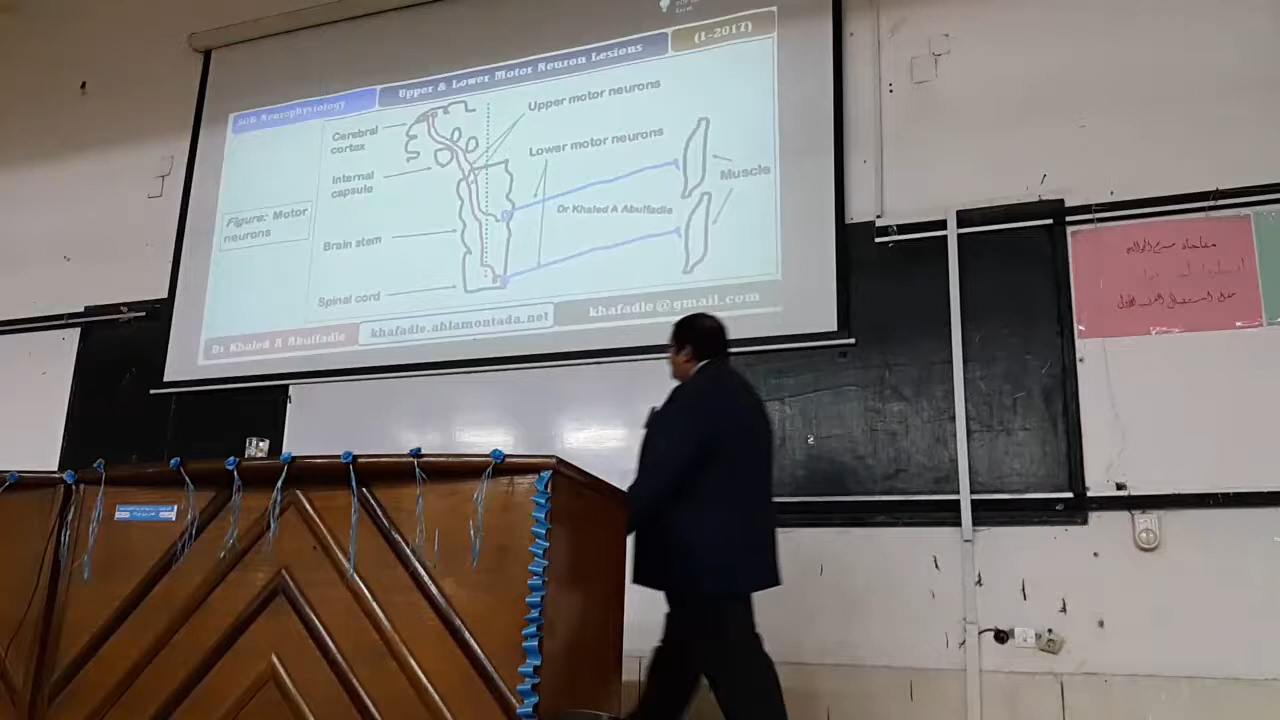 SQB Neurophysiology
Upper & Lower Motor Neuron Lesions
(1-2017)
Cerebral
cortex
Internal
capsule
Brain stem
Spinal cord
Upper motor neurons
Lower motor neurons
Muscle
Dr Khaled A Abulfadle
Figure: Motor
neurons
Dr Khaled A Abulfadle
khafadle.ahlamontada.net
khafadle@gmail.com